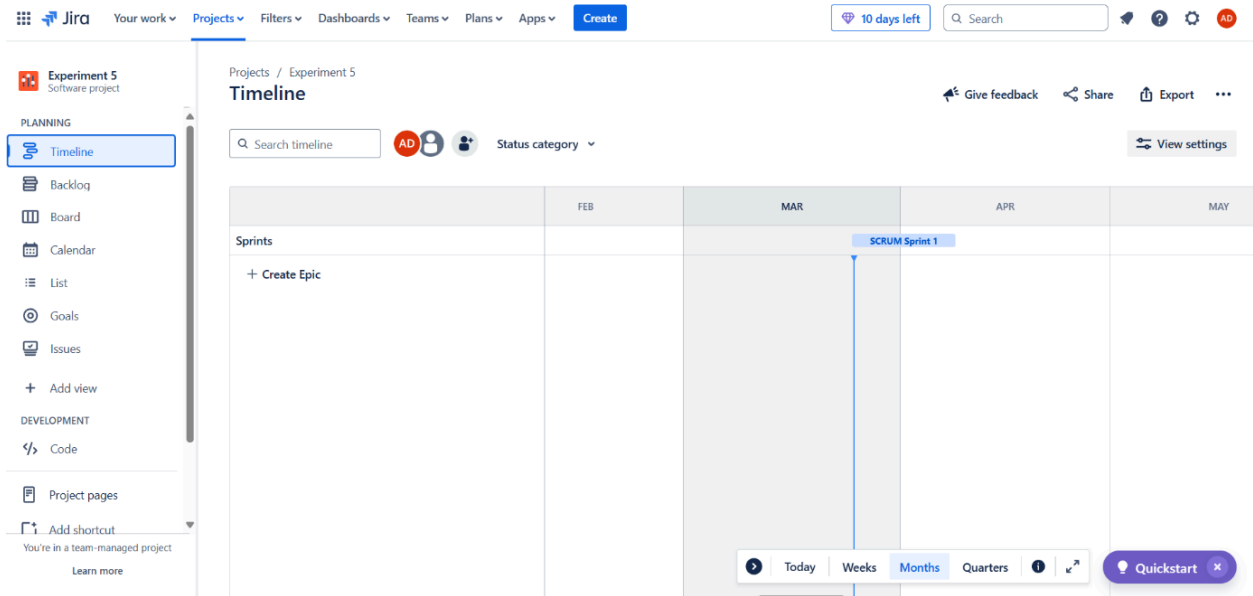 Jira Your work Projects Filters Dashboards Teams Plans Apps Create 10 days left Search AD
Experiment 5
Software project
PLANNING
Timeline
Backlog
Board
Calendar
List
Goals
Issues
Add view
DEVELOPMENT
Code
Project pages
Add shortcut
You're in a team-managed project
Learn more
Projects / Experiment 5
Timeline
Give feedback Share Export
Search timeline AD Status category View settings
FEB MAR APR MAY
Sprints SCRUM Sprint 1
+ Create Epic
Today Weeks Months Quarters Quickstart